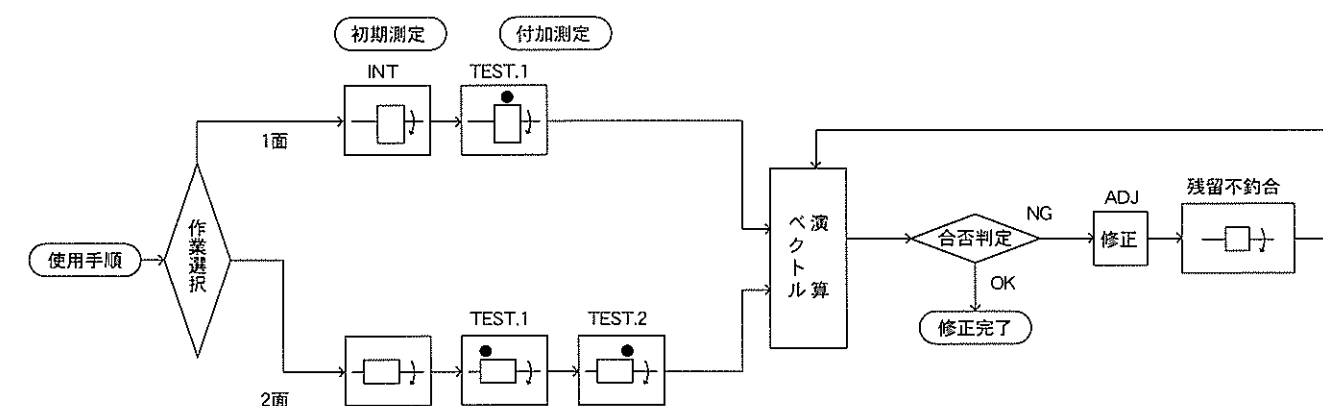 初期測定
付加測定
INT
TEST.1
1面
使用手順
作業選択
2面
TEST.1
TEST.2
ベクトル
演算
合否判定
NG
OK
修正完了
ADJ
修正
残留不釣合